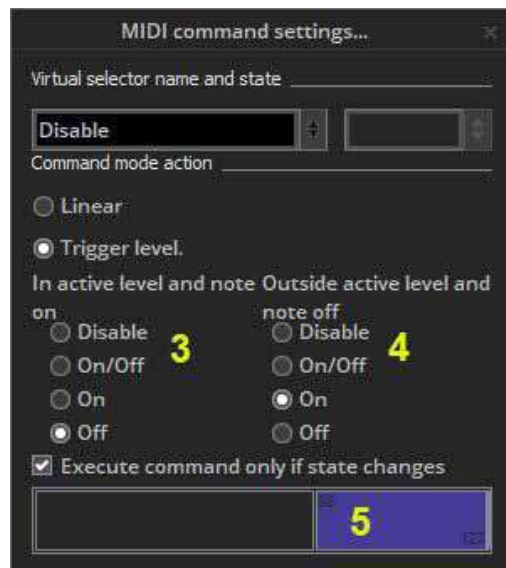 MIDI command settings...
Virtual selector name and state
Disable
Command mode action
Linear
Trigger level.
In active level and note on
Outside active level and note off
Disable
On/Off
On
Off
3
Disable
On/Off
On
Off
4
Execute command only if state changes
5
127